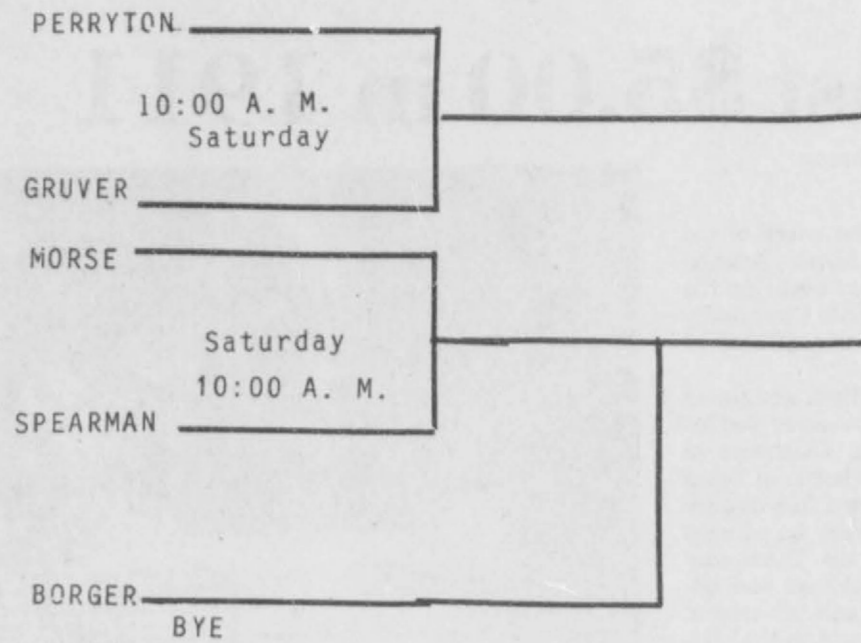 PERRYTON
10:00 A. M.
Saturday
GRUVER
MORSE
Saturday
10:00 A. M.
SPEARMAN
BORGER
BYE